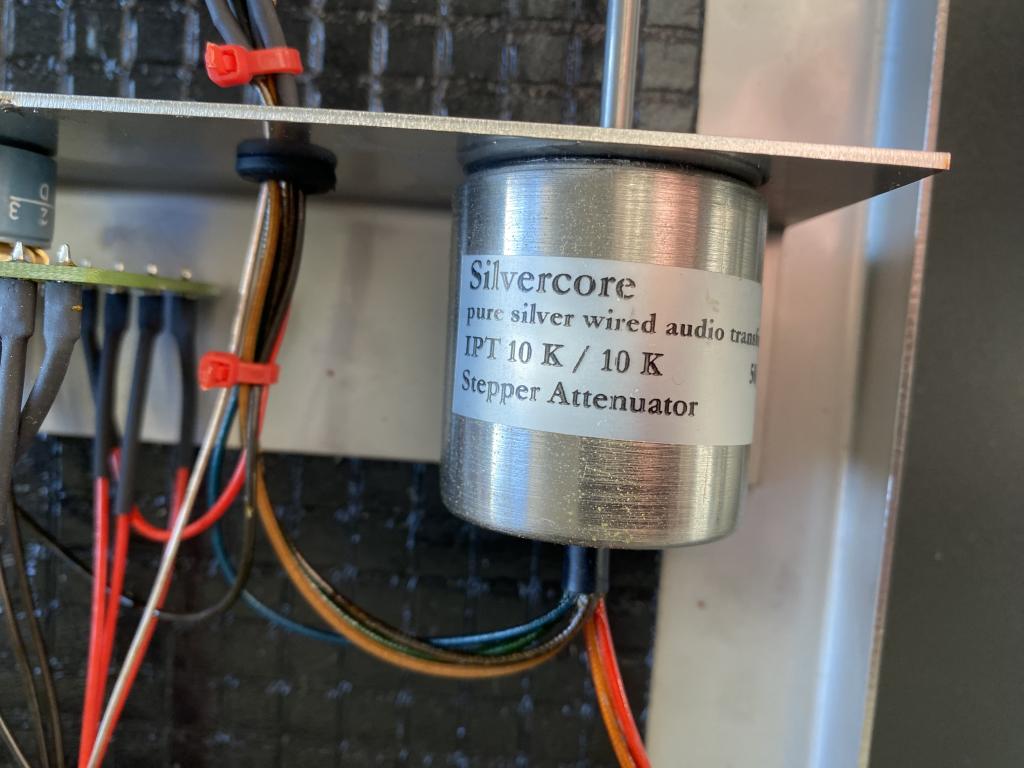 Silvercore
pure silver wired audio
IPT 10 K / 10 K
Stepper Attenuator